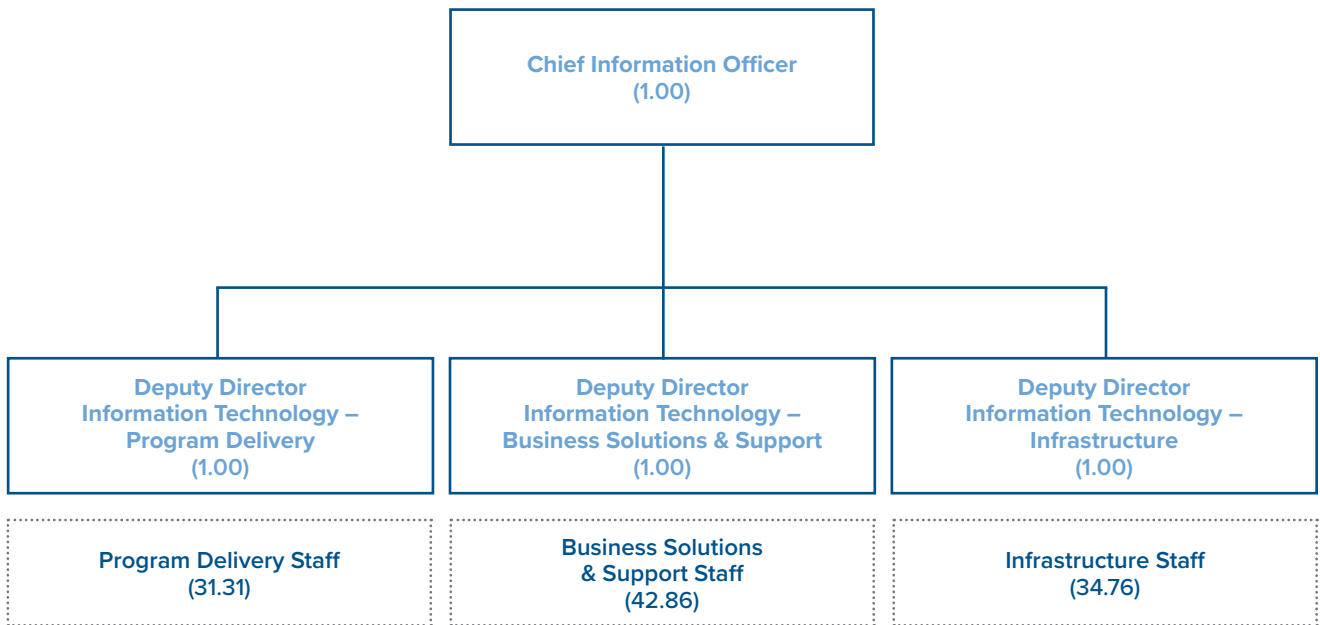 Chief Information Officer
(1.00)
Deputy Director
Information Technology –
Program Delivery
(1.00)
Deputy Director
Information Technology –
Business Solutions & Support
(1.00)
Deputy Director
Information Technology –
Infrastructure
(1.00)
Program Delivery Staff
(31.31)
Business Solutions
& Support Staff
(42.86)
Infrastructure Staff
(34.76)